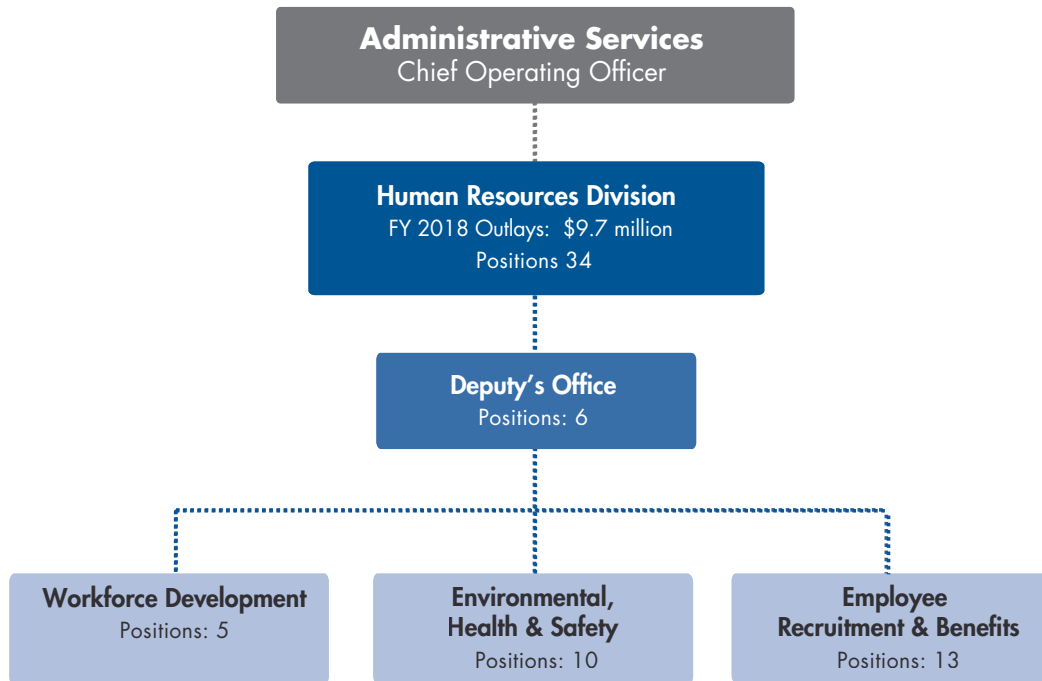 Administrative Services
Chief Operating Officer
Human Resources Division
FY 2018 Outlays: $9.7 million
Positions 34
Deputy’s Office
Positions: 6
Workforce Development
Positions: 5
Environmental,
Health & Safety
Positions: 10
Employee
Recruitment & Benefits
Positions: 13